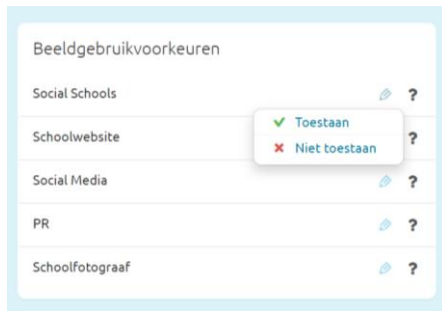 Beeldgebruikvoorkeuren
Social Schools ?
Toestaan
Schoolwebsite ?
Niet toestaan
Social Media ?
PR ?
Schoolfotograaf ?